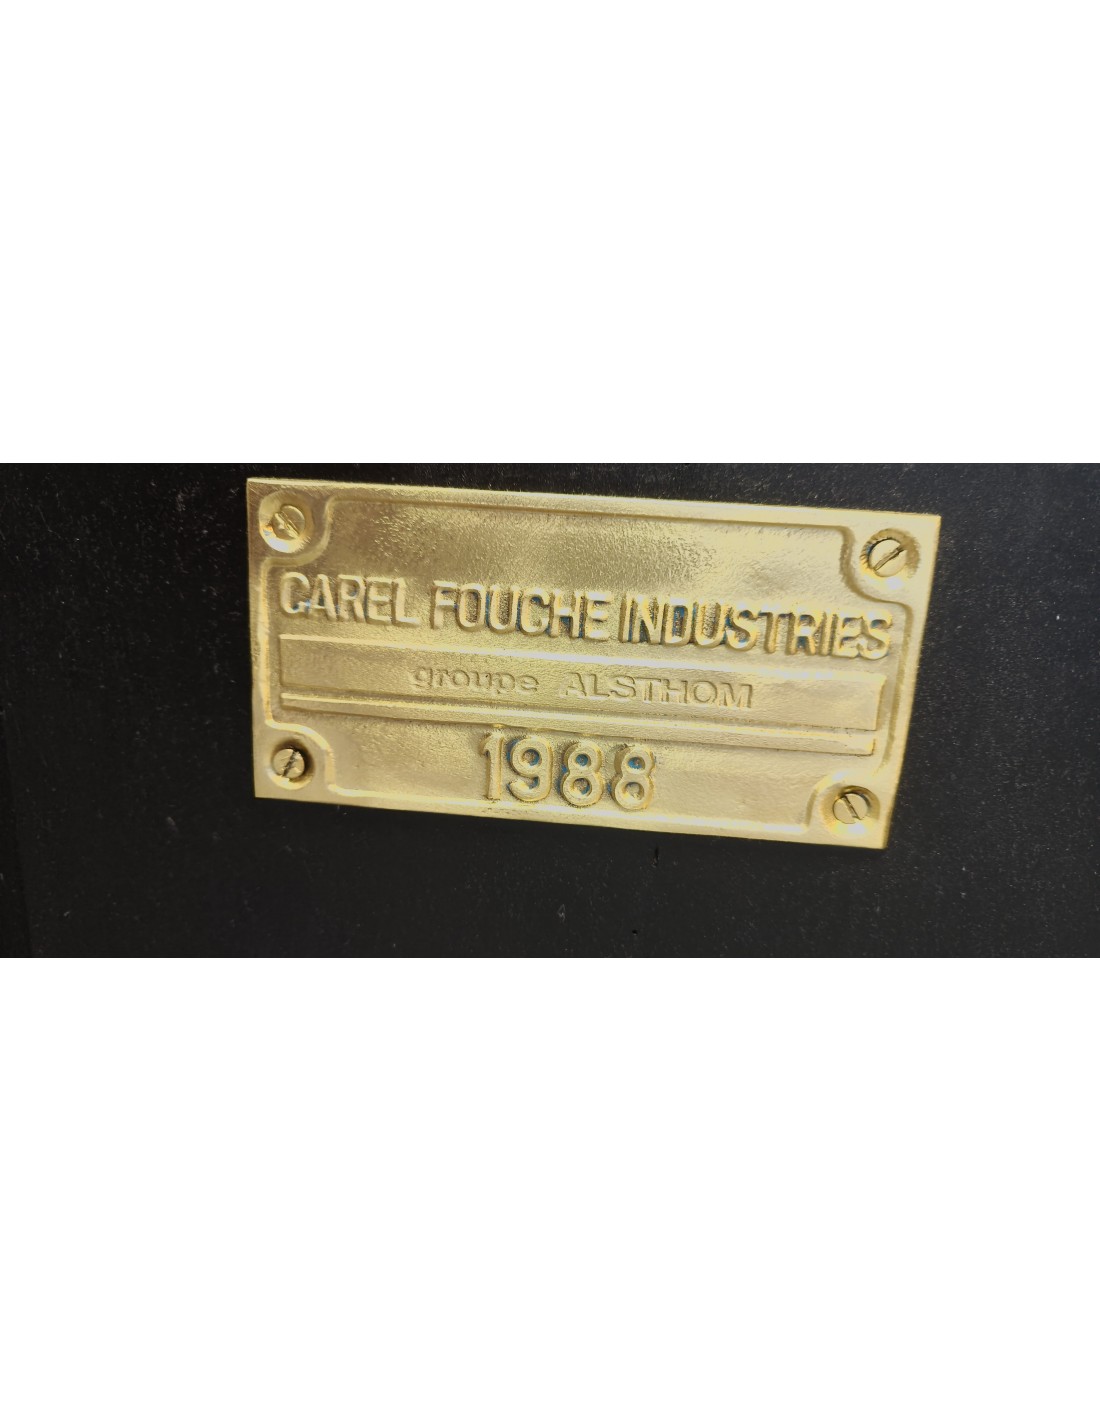 CAREL FOUCHE INDUSTRIES
groupe ALSTHOM
1988